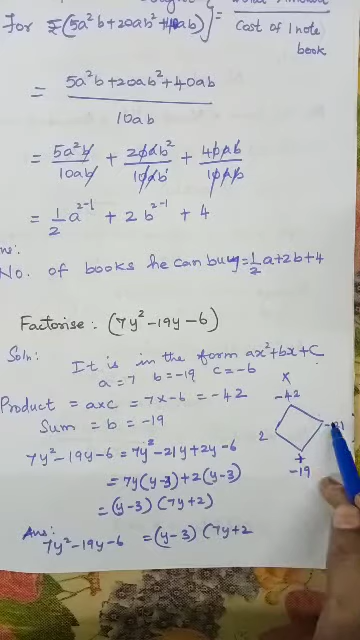 For ₹(5a²b+20ab²+40ab)} =
Cost of 1 note
book
= 5a²b+20ab²+40ab
10ab
= 5a²b/10ab + 20ab²/10ab + 40ab/10ab
= 1/2 a²⁻¹ + 2b²⁻¹ + 4
No. of books he can buy = 1/2 a+2b+4
Factorise : (7y²-19y-6)
Soln: It is in the form ax²+bx+c
a=7 b=-19 c=-6
Product = a×c = 7×-6 = -42
Sum = b = -19
7y²-19y-6 = 7y²-21y+2y-6
= 7y(y-3)+2(y-3)
= (y-3) (7y+2)
Ans: 7y²-19y-6 = (y-3) (7y+2
×
-42
2
+
-19